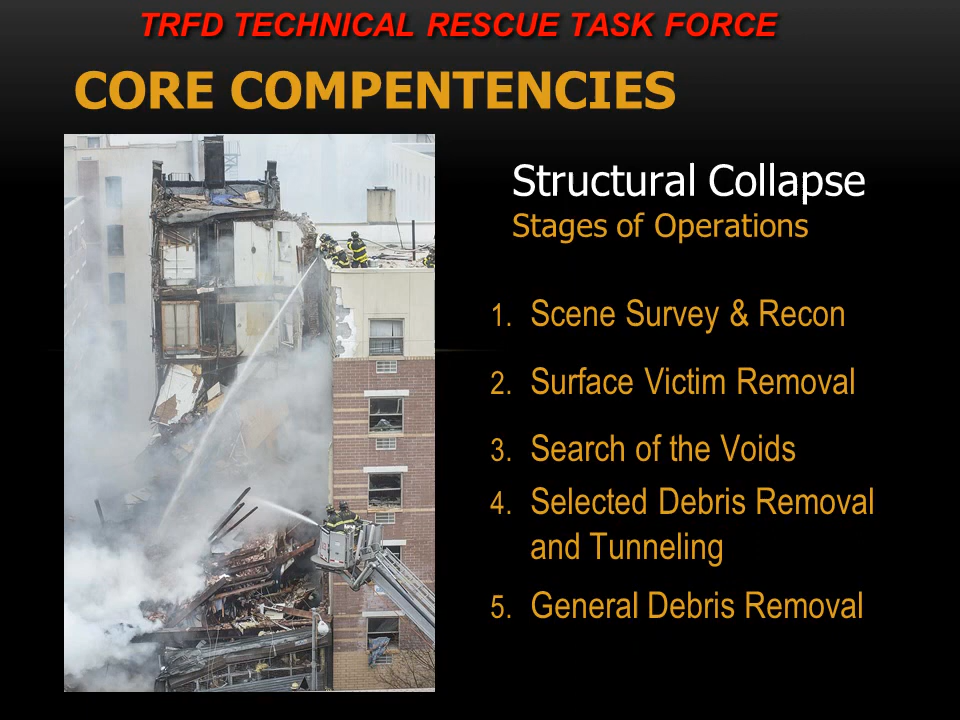 TRFD TECHNICAL RESCUE TASK FORCE
CORE COMPENTENCIES
Structural Collapse
Stages of Operations
1. Scene Survey & Recon
2. Surface Victim Removal
3. Search of the Voids
4. Selected Debris Removal
and Tunneling
5. General Debris Removal